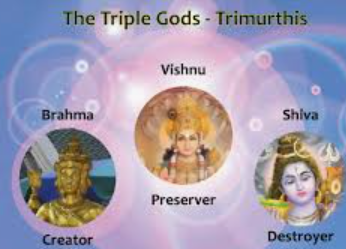 The Triple Gods - Trimurthis
Vishnu
Brahma
Shiva
Preserver
Creator
Destroyer